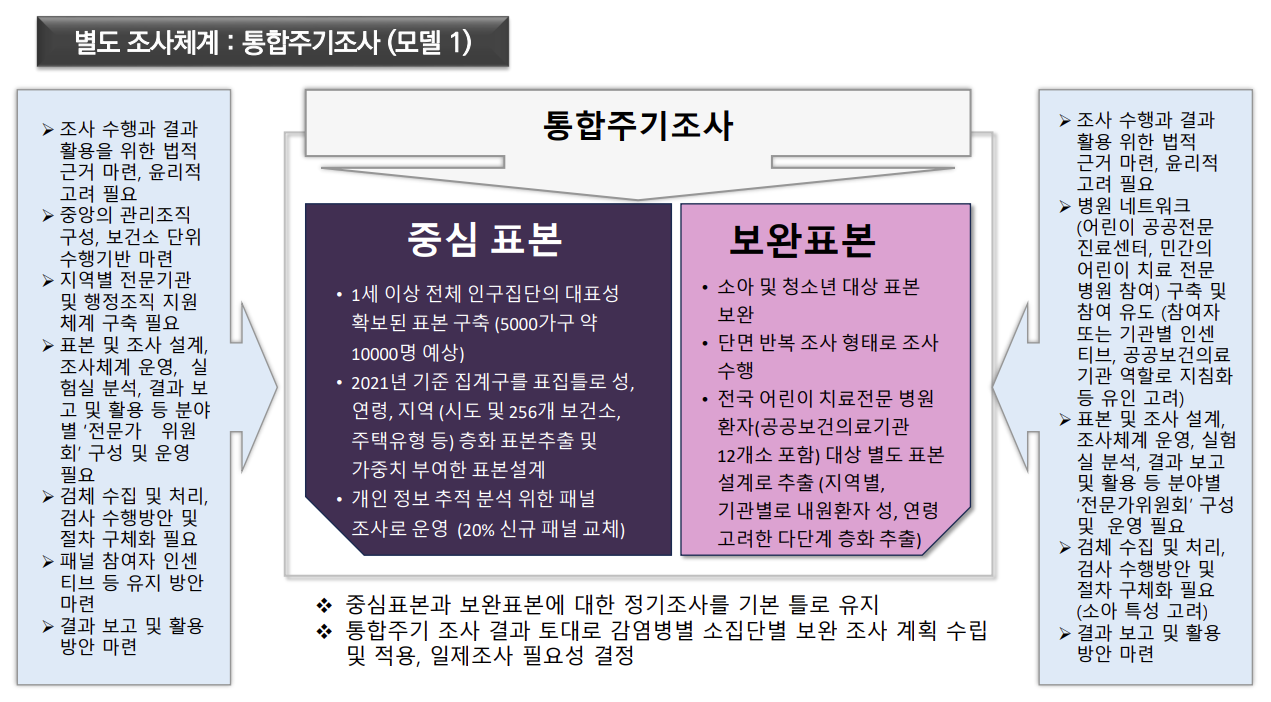 별도 조사체계 : 통합주기조사 (모델 1)
➢ 조사 수행과 결과
활용을 위한 법적
근거 마련, 윤리적
고려 필요
➢ 중앙의 관리조직
구성, 보건소 단위
수행기반 마련
➢ 지역별 전문기관
및 행정조직 지원
체계 구축 필요
➢ 표본 및 조사 설계,
조사체계 운영, 실
험실 분석, 결과 보
고 및 활용 등 분야
별 ‘전문가 위원
회’ 구성 및 운영
필요
➢ 검체 수집 및 처리,
검사 수행방안 및
절차 구체화 필요
➢ 패널 참여자 인센
티브 등 유지 방안
마련
➢ 결과 보고 및 활용
방안 마련
통합주기조사
중심 표본
• 1세 이상 전체 인구집단의 대표성
확보된 표본 구축 (5000가구 약
10000명 예상)
• 2021년 기준 집계구를 표집틀로 성,
연령, 지역 (시도 및 256개 보건소,
주택유형 등) 층화 표본추출 및
가중치 부여한 표본설계
• 개인 정보 추적 분석 위한 패널
조사로 운영 (20% 신규 패널 교체)
보완표본
• 소아 및 청소년 대상 표본
보완
• 단면 반복 조사 형태로 조사
수행
• 전국 어린이 치료전문 병원
환자(공공보건의료기관
12개소 포함) 대상 별도 표본
설계로 추출 (지역별,
기관별로 내원환자 성, 연령
고려한 다단계 층화 추출)
❖ 중심표본과 보완표본에 대한 정기조사를 기본 틀로 유지
❖ 통합주기 조사 결과 토대로 감염병별 소집단별 보완 조사 계획 수립
및 적용, 일제조사 필요성 결정
➢ 조사 수행과 결과
활용 위한 법적
근거 마련, 윤리적
고려 필요
➢ 병원 네트워크
(어린이 공공전문
진료센터, 민간의
어린이 치료 전문
병원 참여) 구축 및
참여 유도 (참여자
또는 기관별 인센
티브, 공공보건의료
기관 역할로 지침화
등 유인 고려)
➢ 표본 및 조사 설계,
조사체계 운영, 실험
실 분석, 결과 보고
및 활용 등 분야별
‘전문가위원회’ 구성
및 운영 필요
➢ 검체 수집 및 처리,
검사 수행방안 및
절차 구체화 필요
(소아 특성 고려)
➢ 결과 보고 및 활용
방안 마련